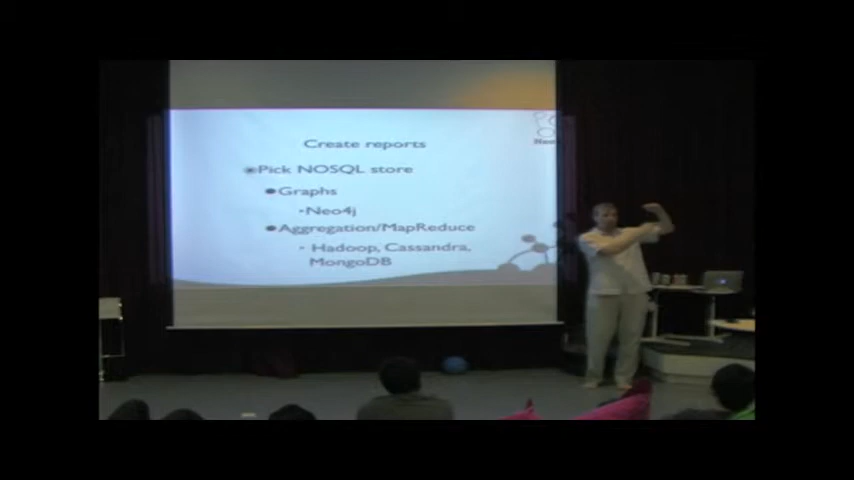 Create reports
Pick NOSQL store
Graphs
Neo4j
Aggregation/MapReduce
Hadoop, Cassandra,
MongoDB